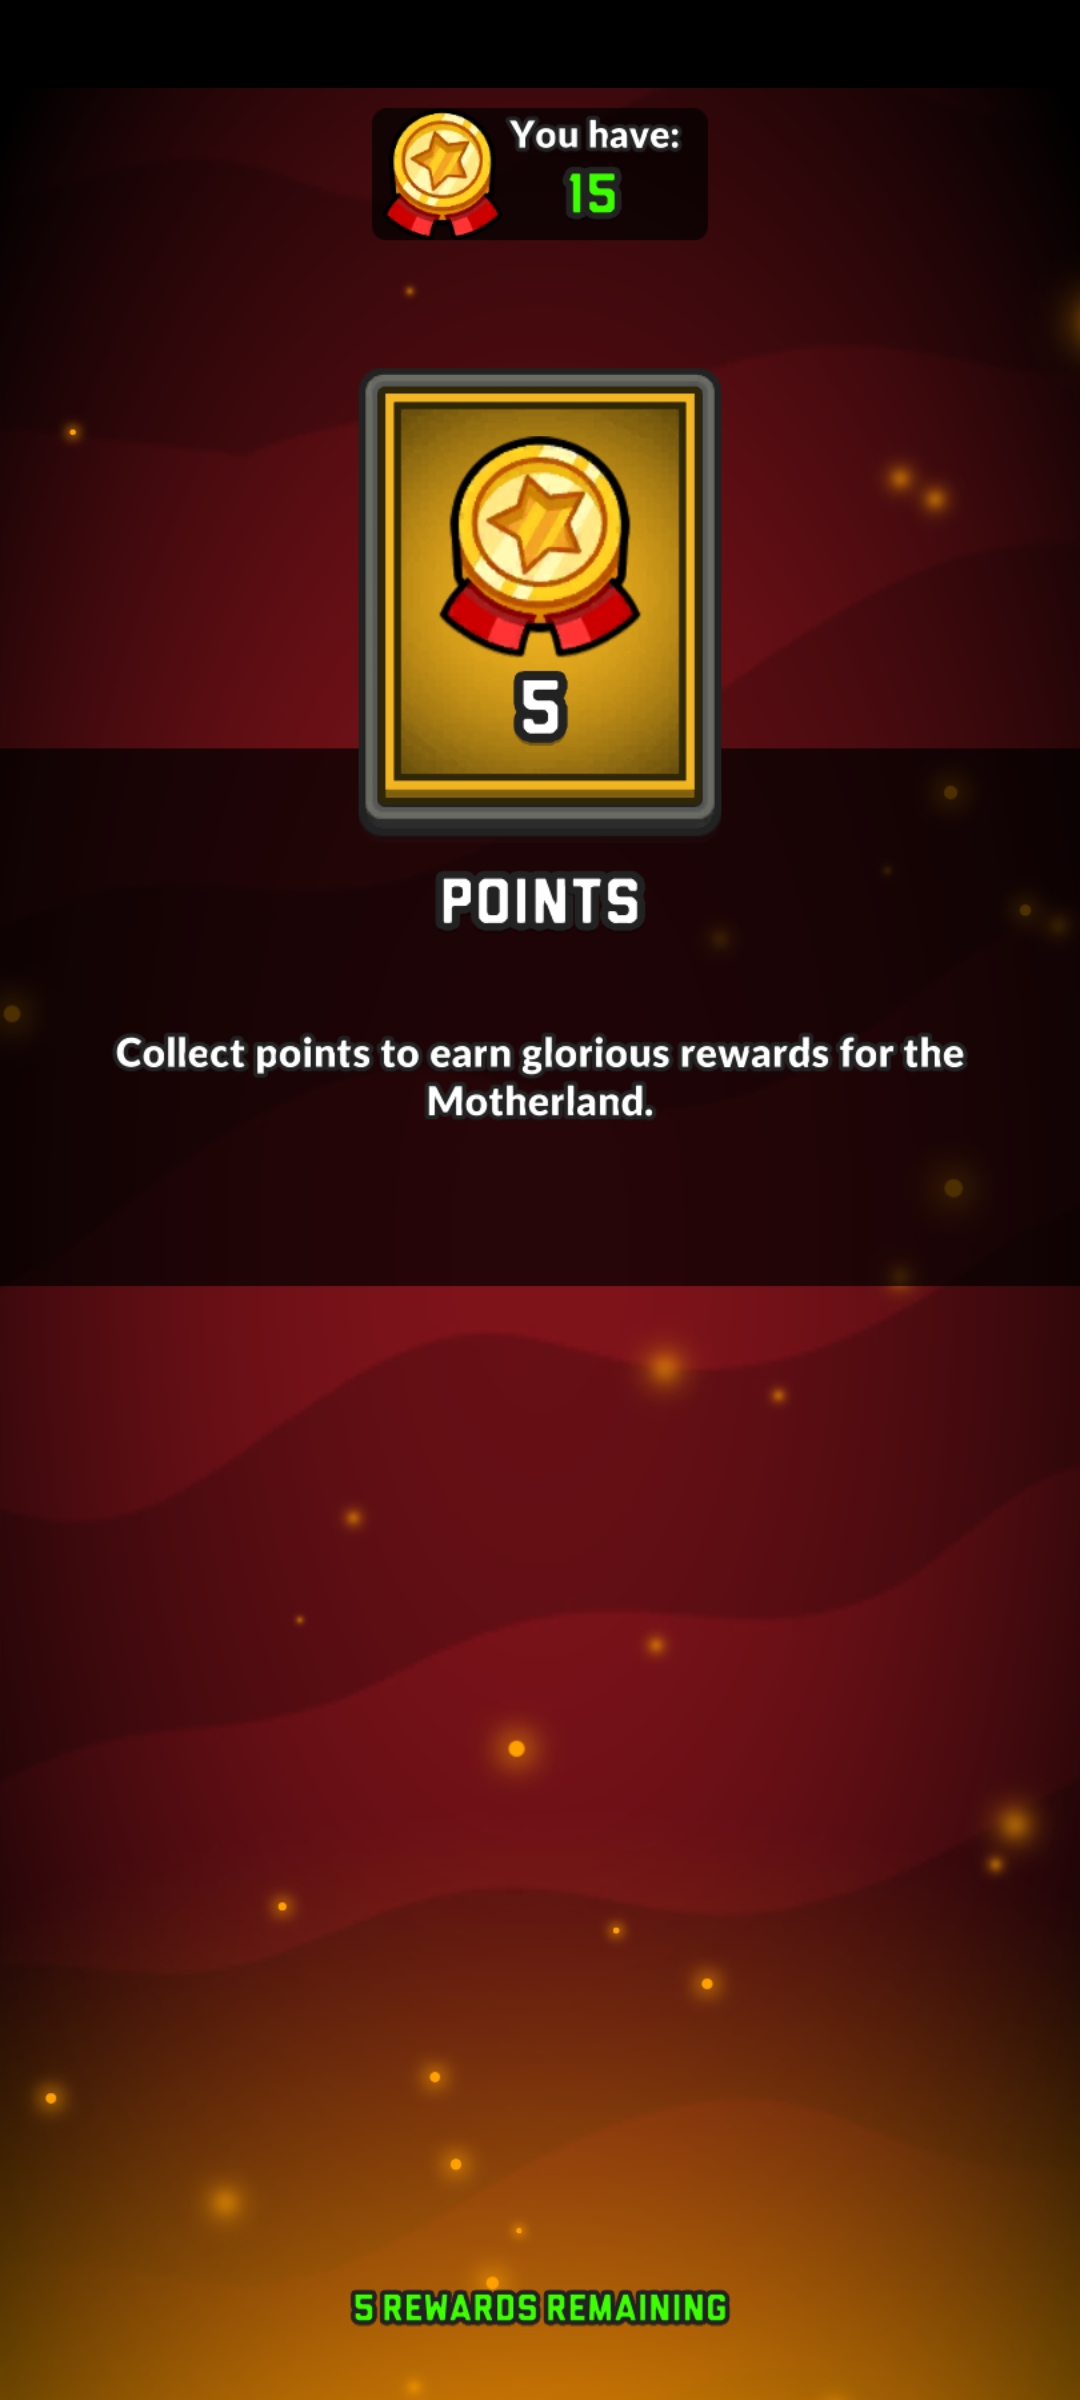 You have:
15
5
POINTS
Collect points to earn glorious rewards for the
Motherland.
5 REWARDS REMAINING